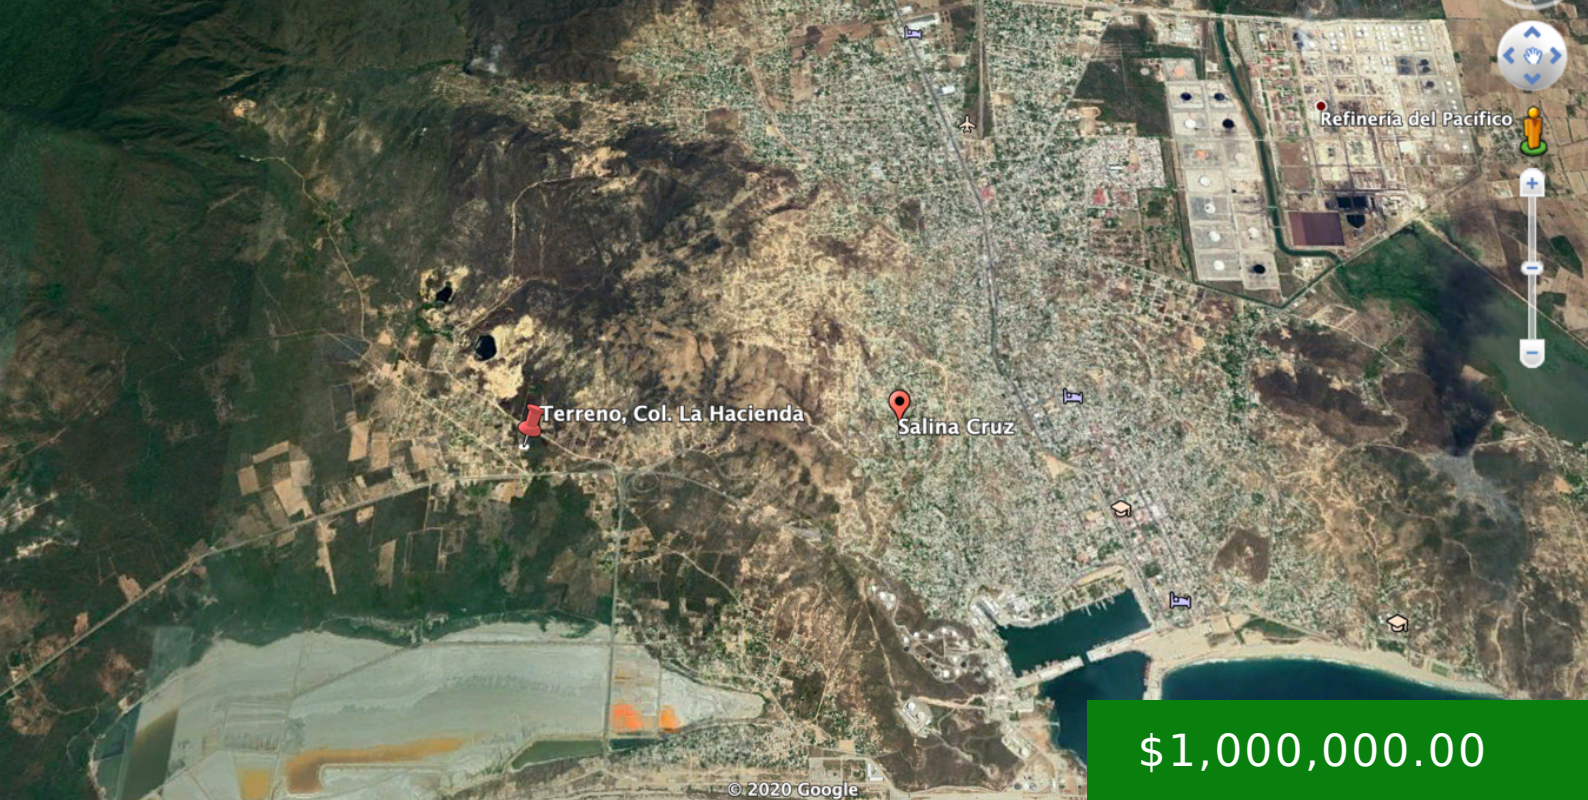 Refinería del Pacífico
Terreno, Col. La Hacienda
Salina Cruz
$1,000,000.00
© 2020 Google